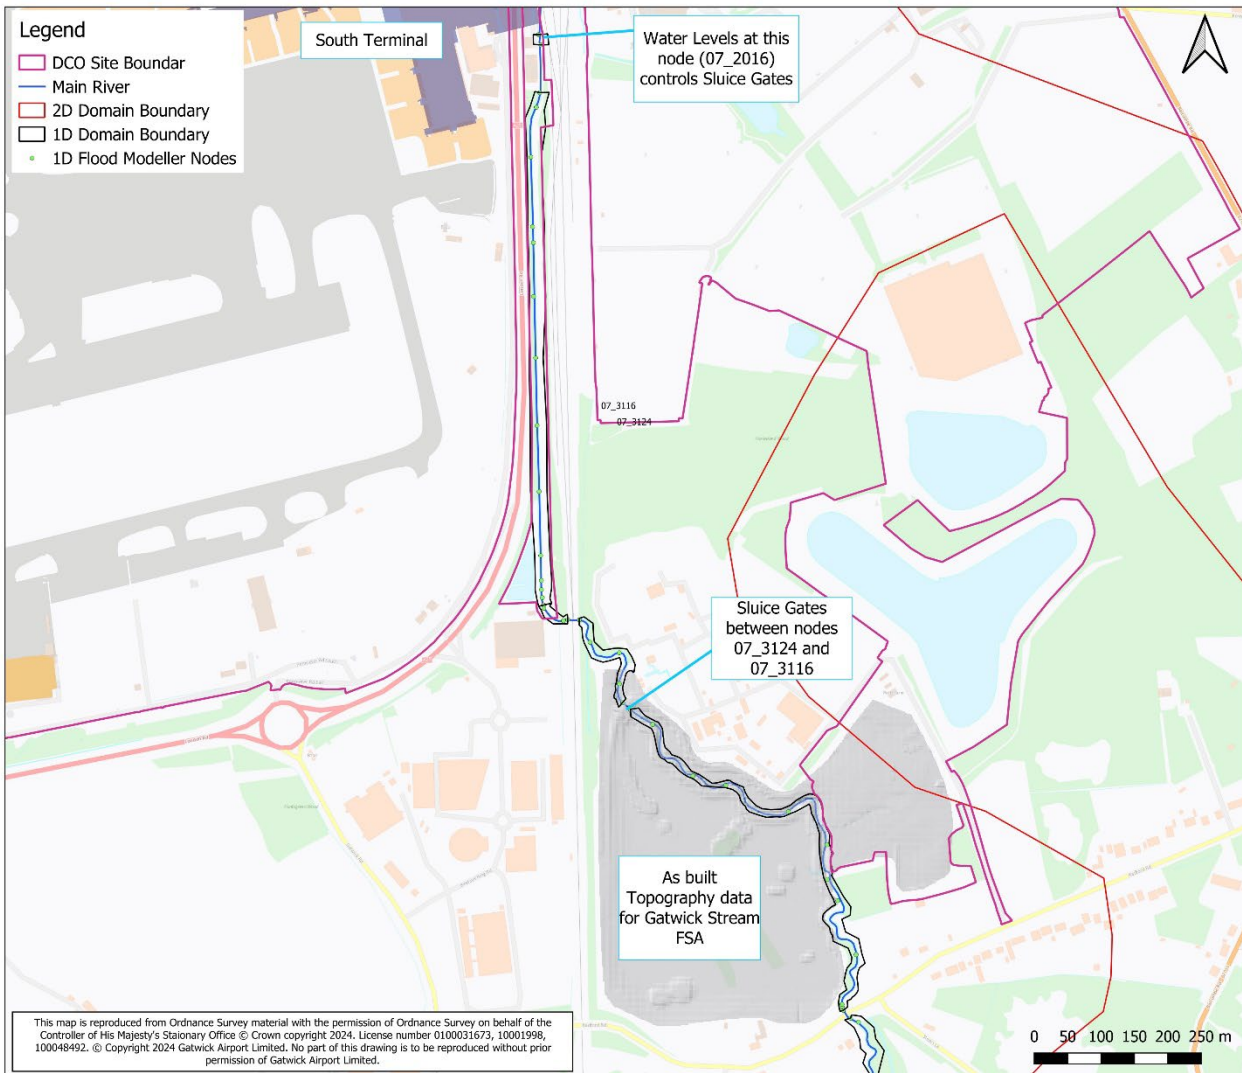 Legend
DCO Site Boundar
Main River
2D Domain Boundary
1D Domain Boundary
1D Flood Modeller Nodes
South Terminal
Water Levels at this
node (07_2016)
controls Sluice Gates
07_3116
07_3124
Sluice Gates
between nodes
07_3124 and
07_3116
As built
Topography data
for Gatwick Stream
FSA
This map is reproduced from Ordnance Survey material with the permission of Ordnance Survey on behalf of the
Controller of His Majesty's Staionary Office © Crown copyright 2024. License number 0100031673, 10001998,
100048492. © Copyright 2024 Gatwick Airport Limited. No part of this drawing is to be reproduced without prior
permission of Gatwick Airport Limited.
0 50 100 150 200 250 m